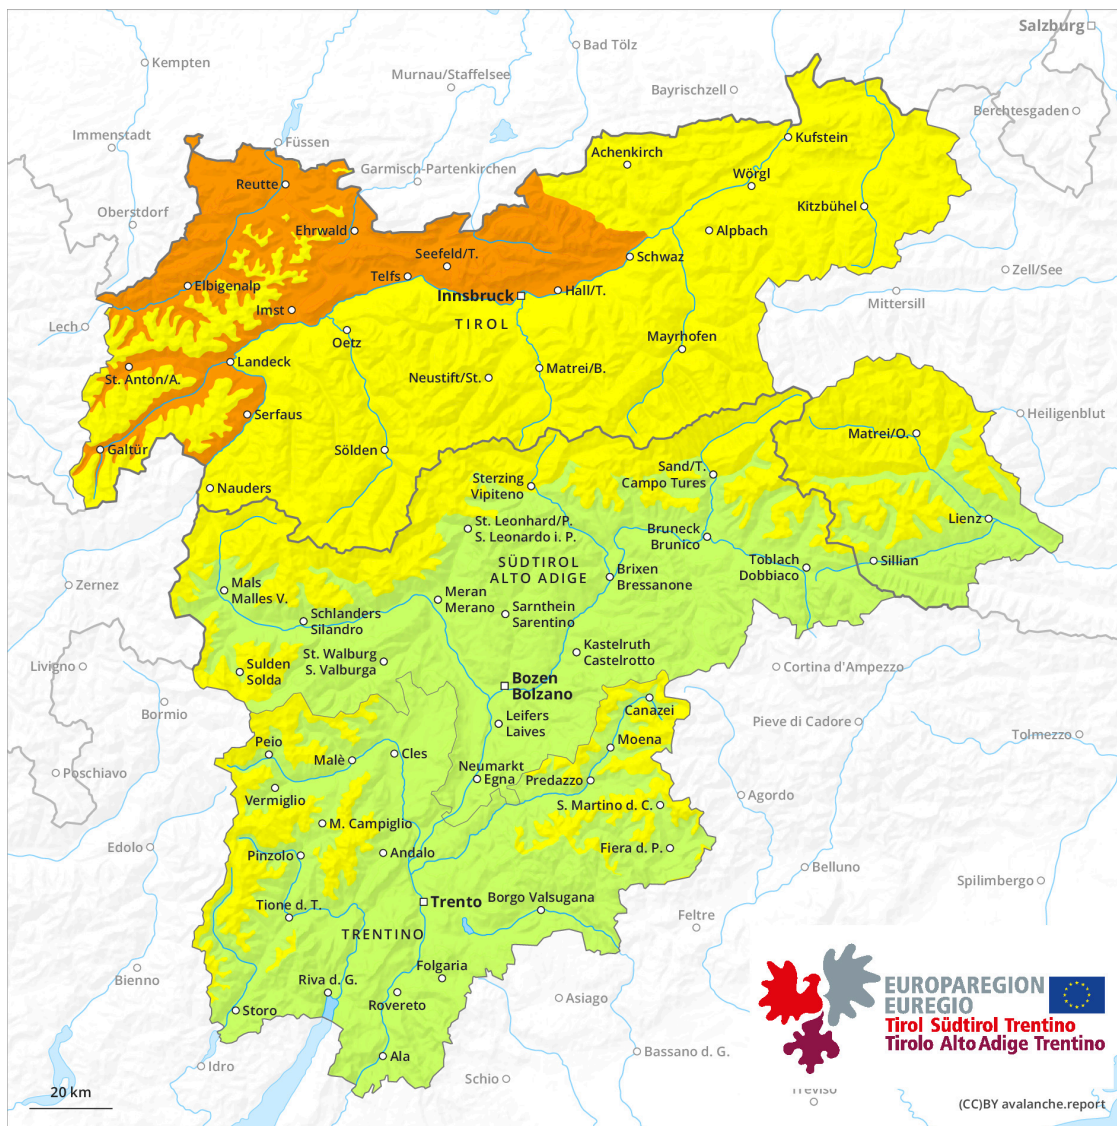 Salzburg
Bad Tölz
Kempten
Murnau/Staffelsee
Bayrischzell
Berchtesgaden
Immenstadt
Füssen
Kufstein
Achenkirch
Garmisch-Partenkirchen
Wörgl
Reutte
Kitzbühel
Oberstdorf
Ehrwald
Alpbach
Seefeld/T.
Schwaz
Telfs
Zell/See
Elbigenalp
Innsbruck
Hall/T.
Mittersill
Imst
TIROL
Lech
Oetz
Mayrhofen
Landeck
Matrei/B.
St. Anton/A.
Neustift/St.
Serfaus
Heiligenblut
Matrei/O.
Galtür
Sölden
Sand/T.
Campo Tures
Sterzing
Vipiteno
Nauders
Lienz
St. Leonhard/P.
S. Leonardo i. P.
Bruneck
Brunico
SÜDTIROL
ALTO ADIGE
Toblach
Dobbiaco
Sillian
Brixen
Bressanone
Zernez
Mals
Malles V.
Meran
Merano
Sarnthein
Sarentino
Schlanders
Silandro
Kastelruth
Castelrotto
St. Walburg
S. Valburga
Livigno
Sulden
Solda
Cortina d'Ampezzo
Bozen
Bolzano
Canazei
Bormio
Leifers
Laives
Pieve di Cadore
Moena
Tolmezzo
Peio
Cles
Malè
Poschiavo
Neumarkt
Egna
Predazzo
Vermiglio
Agordo
S. Martino d. C.
M. Campiglio
Edolo
Pinzolo
Andalo
Fiera d. P.
Belluno
Spilimbergo
Trento
Borgo Valsugana
Tione d. T.
Feltre
TRENTINO
Bienno
Folgaria
Riva d. G.
Rovereto
Asiago
Storo
Ala
Idro
Bassano d. G.
Schio
Treviso
EUROPAREGION
EUREGIO
Tirol Südtirol Trentino
Tirolo Alto Adige Trentino
20 km
(CC)BY avalanche.report